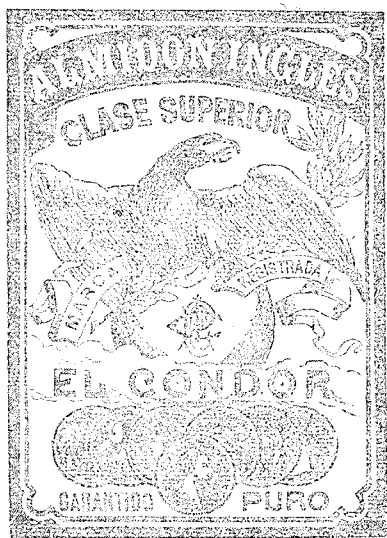 ALMIDON INGLES
CLASE SUPERIOR
MARCA REGISTRADA
EL CONDOR
GARANTIDO PURO